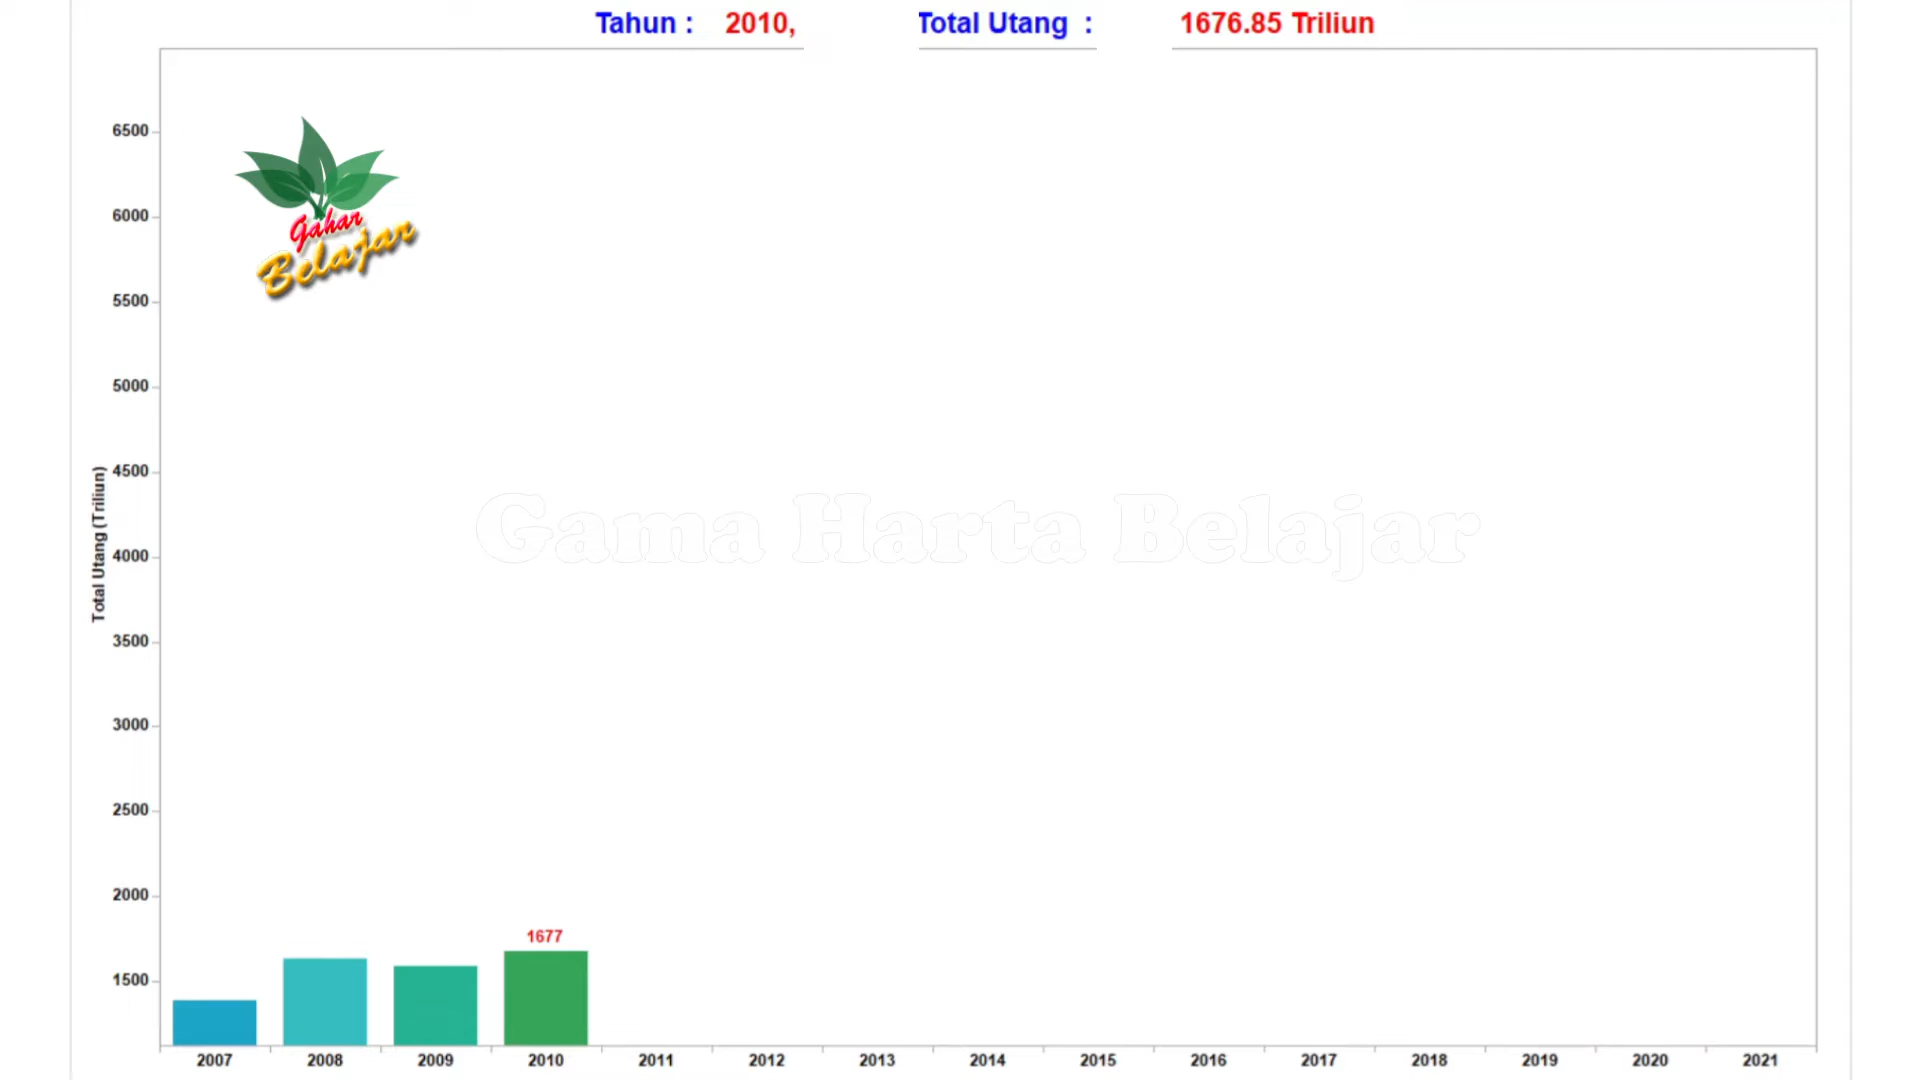 Tahun : 2010, Total Utang : 1676.85 Triliun
6500
Gahar
6000
Belajar
5500
5000
Total Utang (Triliun)
4500
Gama Harta Belajar
4000
3500
3000
2500
2000
1677
1500
2007 2008 2009 2010 2011 2012 2013 2014 2015 2016 2017 2018 2019 2020 2021